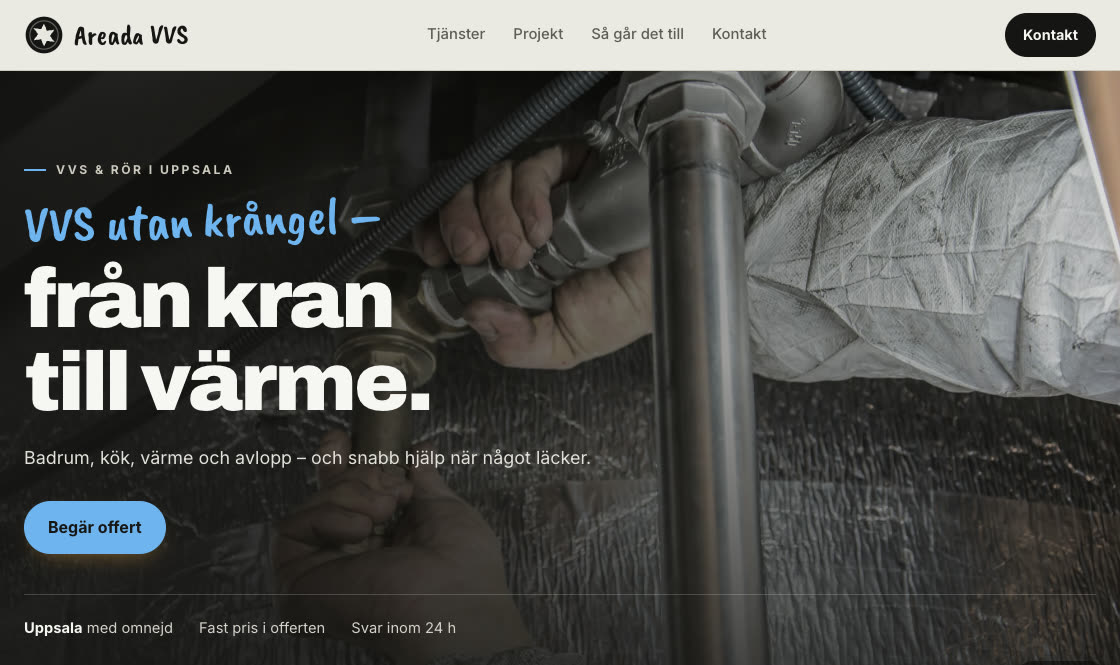 Areada VVS
Tjänster
Projekt
Så går det till
Kontakt
Kontakt
VVS & RÖR I UPPSALA
VVS utan krångel –
från kran
till värme.
Badrum, kök, värme och avlopp – och snabb hjälp när något läcker.
Begär offert
Uppsala med omnejd
Fast pris i offerten
Svar inom 24 h